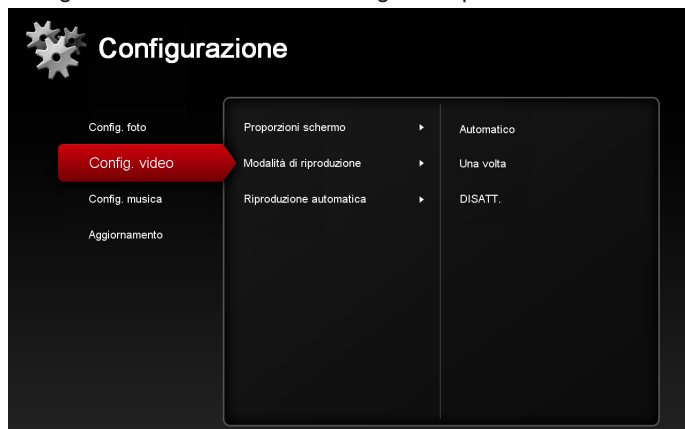 Configurazione
Config. foto
Config. video
Config. musica
Aggiornamento
Proporzioni schermo
Modalità di riproduzione
Riproduzione automatica
Automatico
Una volta
DISATT.